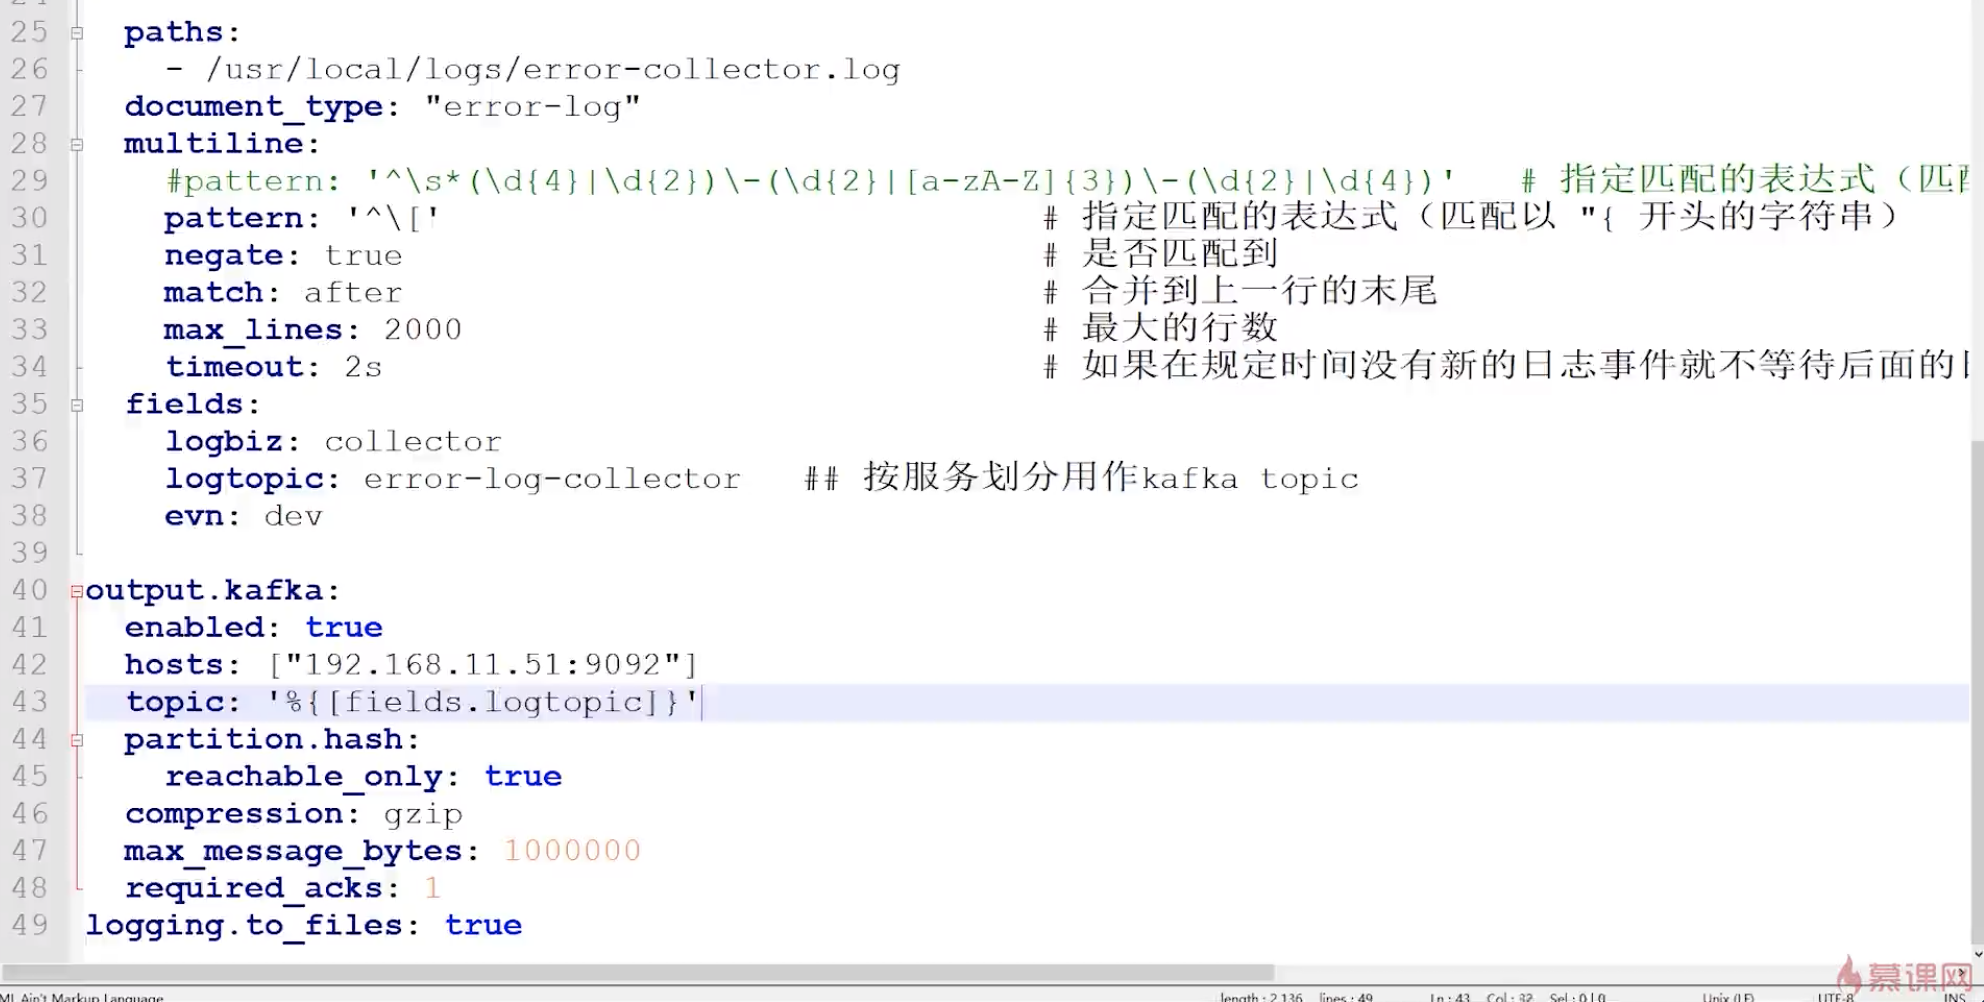 25 paths:
26 - /usr/local/logs/error-collector.log
27 document_type: "error-log"
28 multiline:
29 #pattern: '^\s*(\d{4}|\d{2})\-(\d{2}|[a-zA-Z]{3})\-(\d{2}|\d{4})' # 指定匹配的表达式（匹
30 pattern: '^\[' # 指定匹配的表达式（匹配以 "{ 开头的字符串）
31 negate: true # 是否匹配到
32 match: after # 合并到上一行的末尾
33 max_lines: 2000 # 最大的行数
34 timeout: 2s # 如果在规定时间没有新的日志事件就不等待后面的
35 fields:
36 logbiz: collector
37 logtopic: error-log-collector ## 按服务划分用作kafka topic
38 evn: dev
39
40 output.kafka:
41 enabled: true
42 hosts: ["192.168.11.51:9092"]
43 topic: '%{[fields.logtopic]}'
44 partition.hash:
45 reachable_only: true
46 compression: gzip
47 max_message_bytes: 1000000
48 required_acks: 1
49 logging.to_files: true
慕课网
Ain't Markup Language length : 2,136 lines : 49 Ln : 43 Col : 32 Sel : 0 | 0 Unix (LF) UTF-8 INS